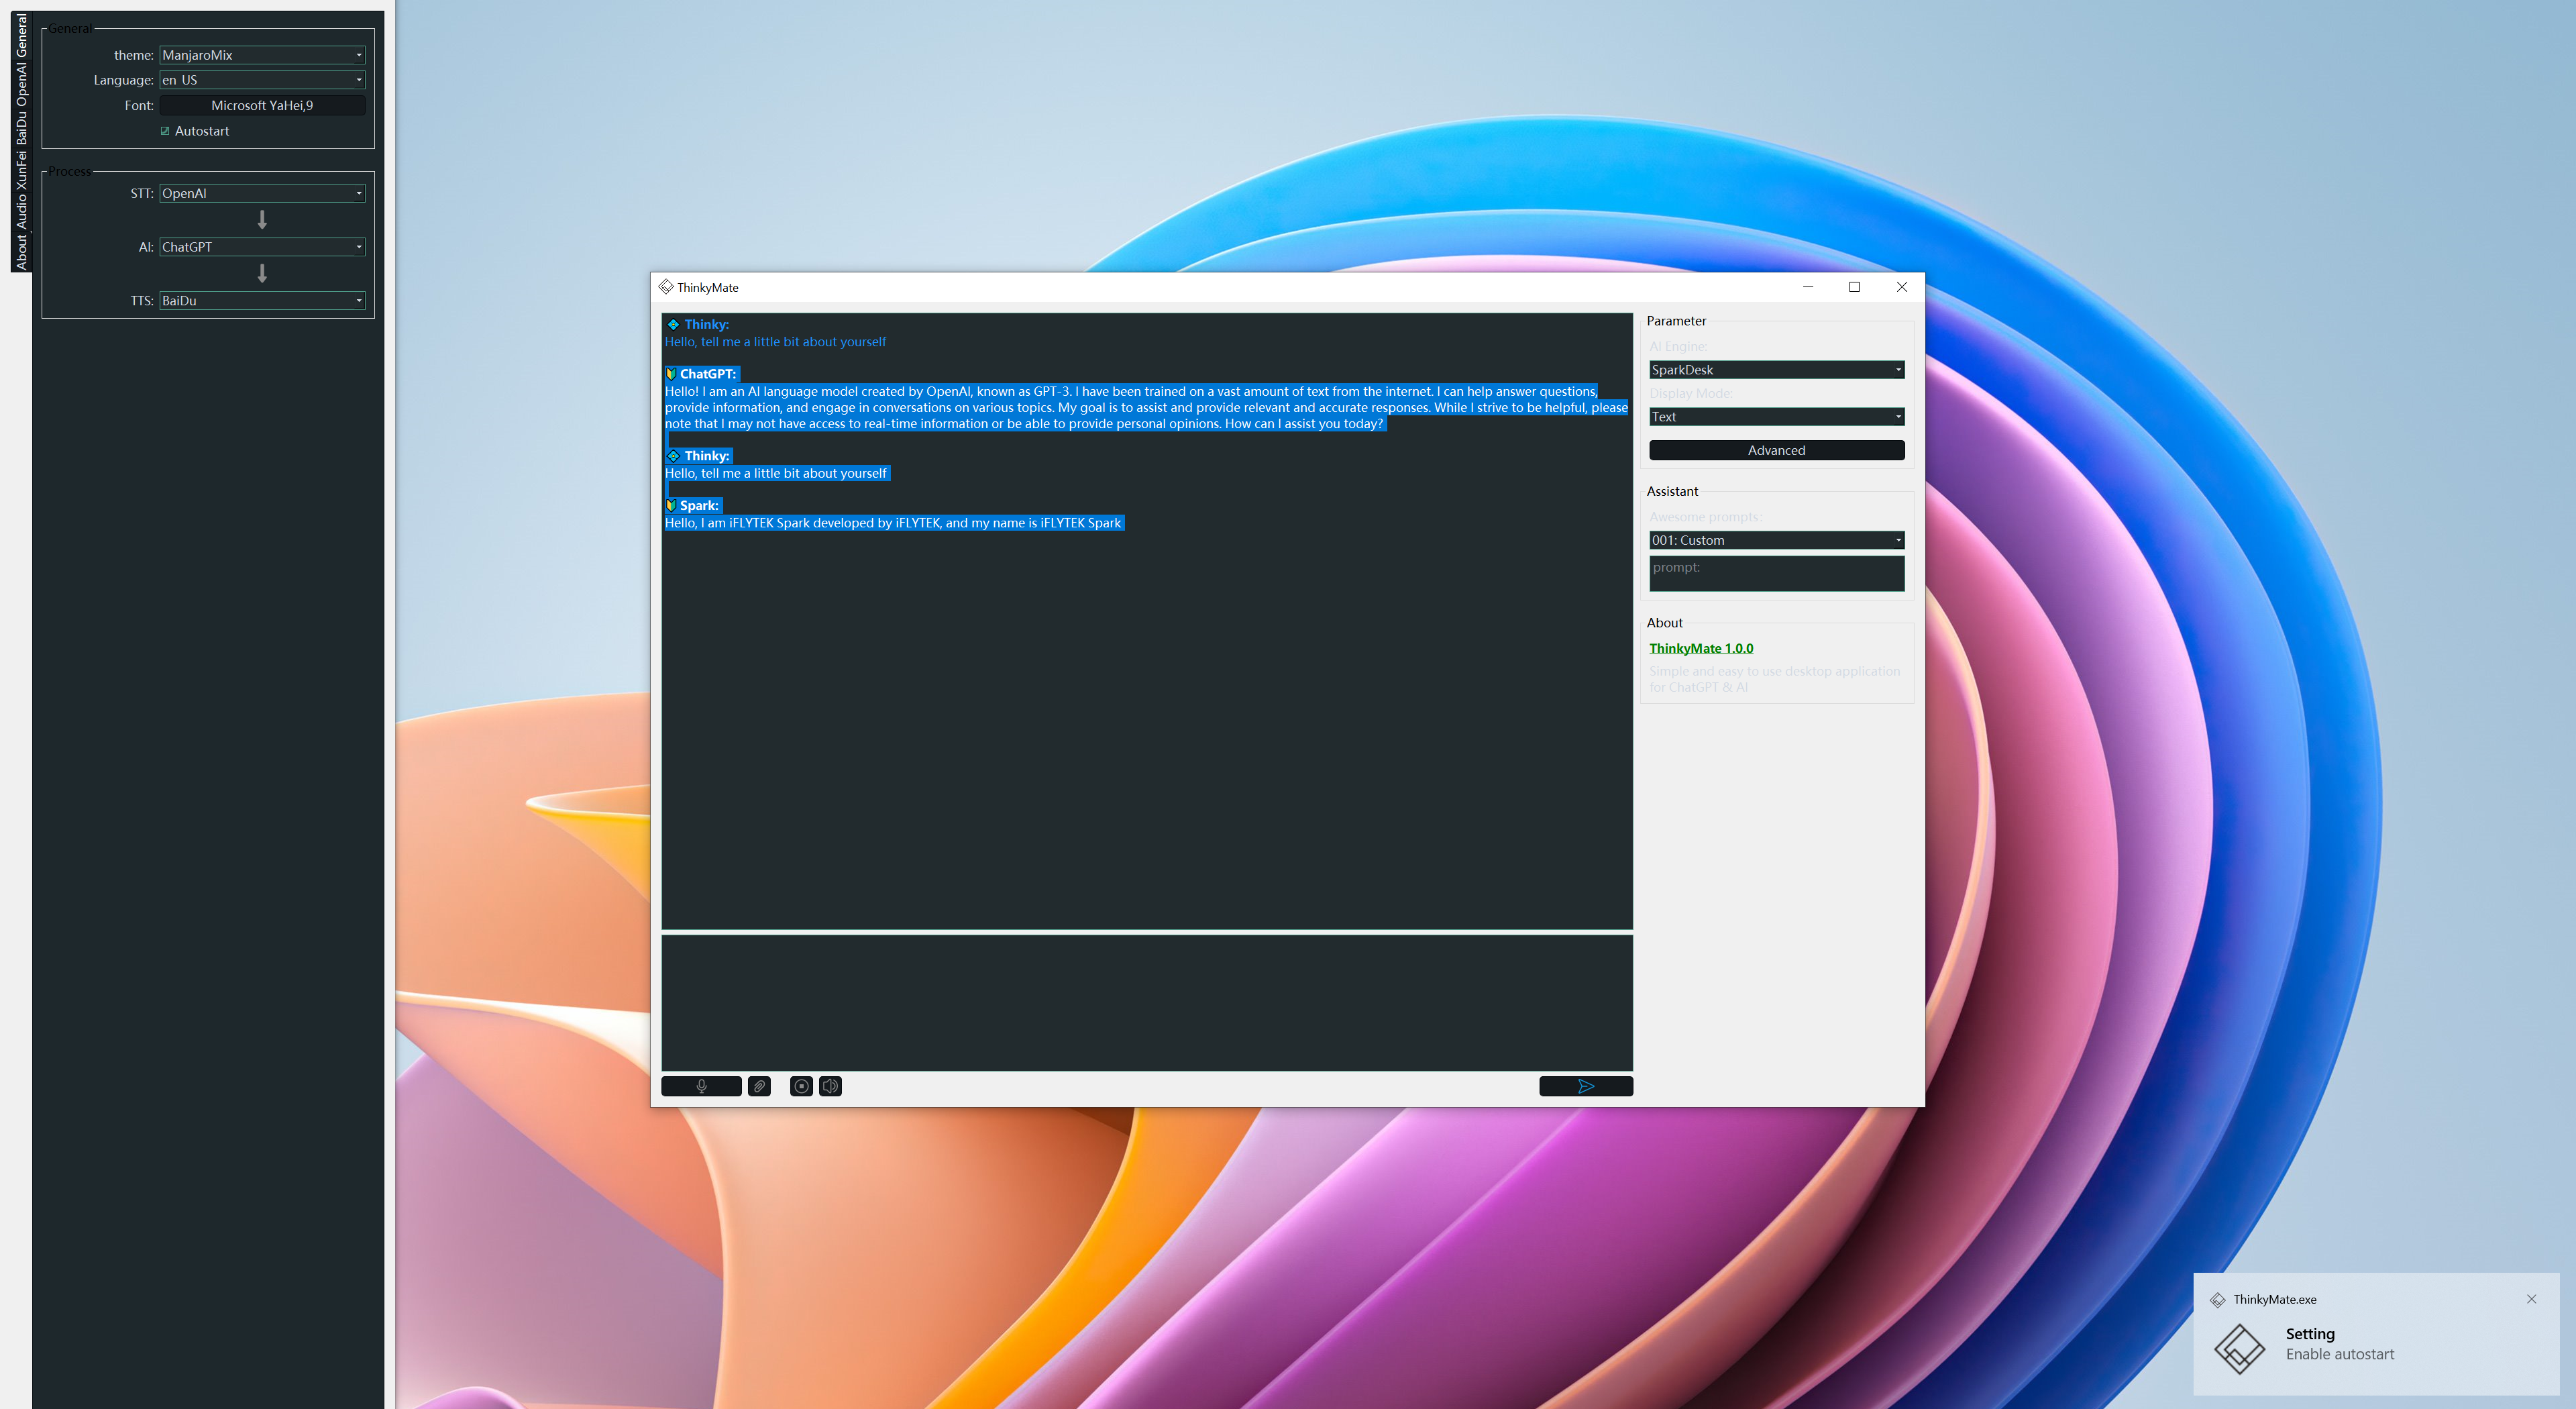 General
OpenAI
BaiDu
XunFei
Audio
About
General
theme: ManjaroMix
Language: en_US
Font: Microsoft YaHei,9
Autostart
Process
STT: OpenAI
AI: ChatGPT
TTS: BaiDu
ThinkyMate
Thinky:
Hello, tell me a little bit about yourself
ChatGPT:
Hello! I am an AI language model created by OpenAI, known as GPT-3. I have been trained on a vast amount of text from the internet. I can help answer questions,
provide information, and engage in conversations on various topics. My goal is to assist and provide relevant and accurate responses. While I strive to be helpful, please
note that I may not have access to real-time information or be able to provide personal opinions. How can I assist you today?
Thinky:
Hello, tell me a little bit about yourself
Spark:
Hello, I am iFLYTEK Spark developed by iFLYTEK, and my name is iFLYTEK Spark
Parameter
AI Engine:
SparkDesk
Display Mode:
Text
Advanced
Assistant
Awesome prompts:
001: Custom
prompt:
About
ThinkyMate 1.0.0
Simple and easy to use desktop application
for ChatGPT & AI
ThinkyMate.exe
Setting
Enable autostart